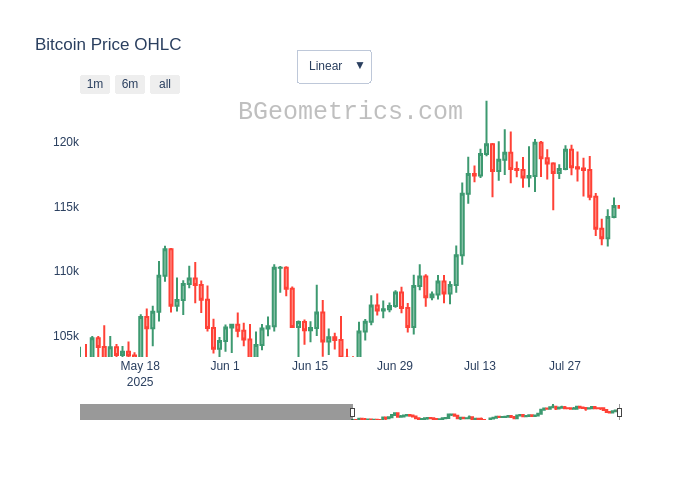 Bitcoin Price OHLC
Linear ▼
1m 6m all
BGeometrics.com
120k
115k
110k
105k
May 18 Jun 1 Jun 15 Jun 29 Jul 13 Jul 27
2025